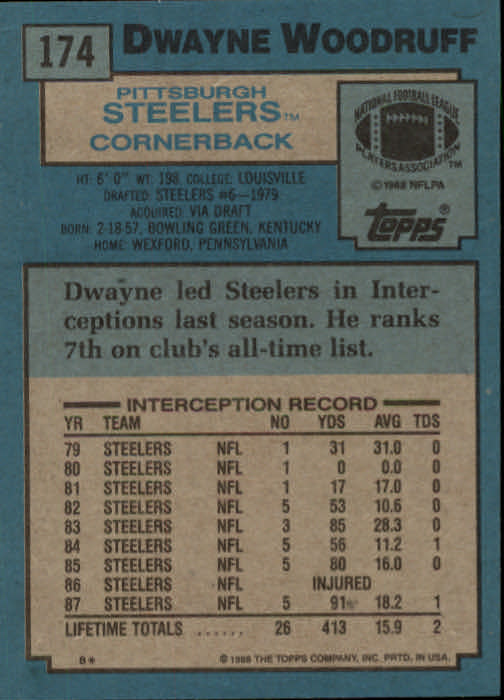 174
DWAYNE WOODRUFF
PITTSBURGH
STEELERS™
CORNERBACK
NATIONAL FOOTBALL LEAGUE
PLAYERS ASSOCIATION™
©1988 NFLPA
TOPPS®
HT: 6' 0" WT: 198 COLLEGE: LOUISVILLE
DRAFTED: STEELERS #6—1979
ACQUIRED: VIA DRAFT
BORN: 2-18-57, BOWLING GREEN, KENTUCKY
HOME: WEXFORD, PENNSYLVANIA
Dwayne led Steelers in Inter-
ceptions last season. He ranks
7th on club's all-time list.
INTERCEPTION RECORD
YR TEAM NO YDS AVG TDS
79 STEELERS NFL 1 31 31.0 0
80 STEELERS NFL 1 0 0.0 0
81 STEELERS NFL 1 17 17.0 0
82 STEELERS NFL 5 53 10.6 0
83 STEELERS NFL 3 85 28.3 0
84 STEELERS NFL 5 56 11.2 1
85 STEELERS NFL 5 80 16.0 0
86 STEELERS NFL INJURED
87 STEELERS NFL 5 91 18.2 1
LIFETIME TOTALS ...... 26 413 15.9 2
B* ©1988 THE TOPPS COMPANY, INC. PRTD. IN USA.